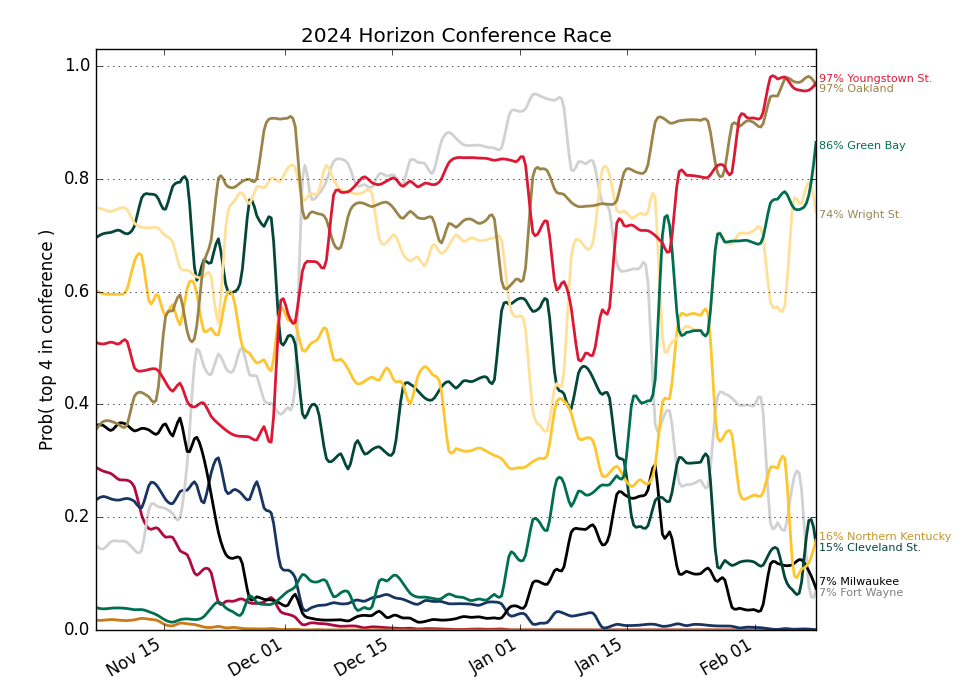 2024 Horizon Conference Race
Prob( top 4 in conference )
1.0
0.8
0.6
0.4
0.2
0.0
Nov 15
Dec 01
Dec 15
Jan 01
Jan 15
Feb 01
97% Youngstown St.
97% Oakland
86% Green Bay
74% Wright St.
16% Northern Kentucky
15% Cleveland St.
7% Milwaukee
7% Fort Wayne